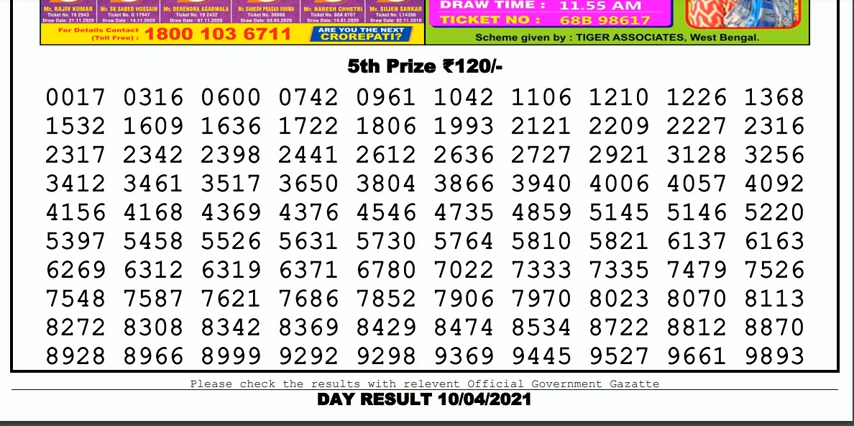 Mr. RAJIV KUMAR Mr. SK SAHED HOSSAIN Mr. DEBENDRA AGARWALA Mr. GANESH PRASAD VARMA Mr. NARESH CHHETRI Mr. SUJEN SARKAR
DRAW TIME : 11.55 AM
TICKET NO : 68B 98617
For Details Contact
(Toll Free) : 1800 103 6711
ARE YOU THE NEXT
CROREPATI?
Scheme given by : TIGER ASSOCIATES, West Bengal.
5th Prize ₹120/-
0017 0316 0600 0742 0961 1042 1106 1210 1226 1368
1532 1609 1636 1722 1806 1993 2121 2209 2227 2316
2317 2342 2398 2441 2612 2636 2727 2921 3128 3256
3412 3461 3517 3650 3804 3866 3940 4006 4057 4092
4156 4168 4369 4376 4546 4735 4859 5145 5146 5220
5397 5458 5526 5631 5730 5764 5810 5821 6137 6163
6269 6312 6319 6371 6780 7022 7333 7335 7479 7526
7548 7587 7621 7686 7852 7906 7970 8023 8070 8113
8272 8308 8342 8369 8429 8474 8534 8722 8812 8870
8928 8966 8999 9292 9298 9369 9445 9527 9661 9893
Please check the results with relevent Official Government Gazatte
DAY RESULT 10/04/2021